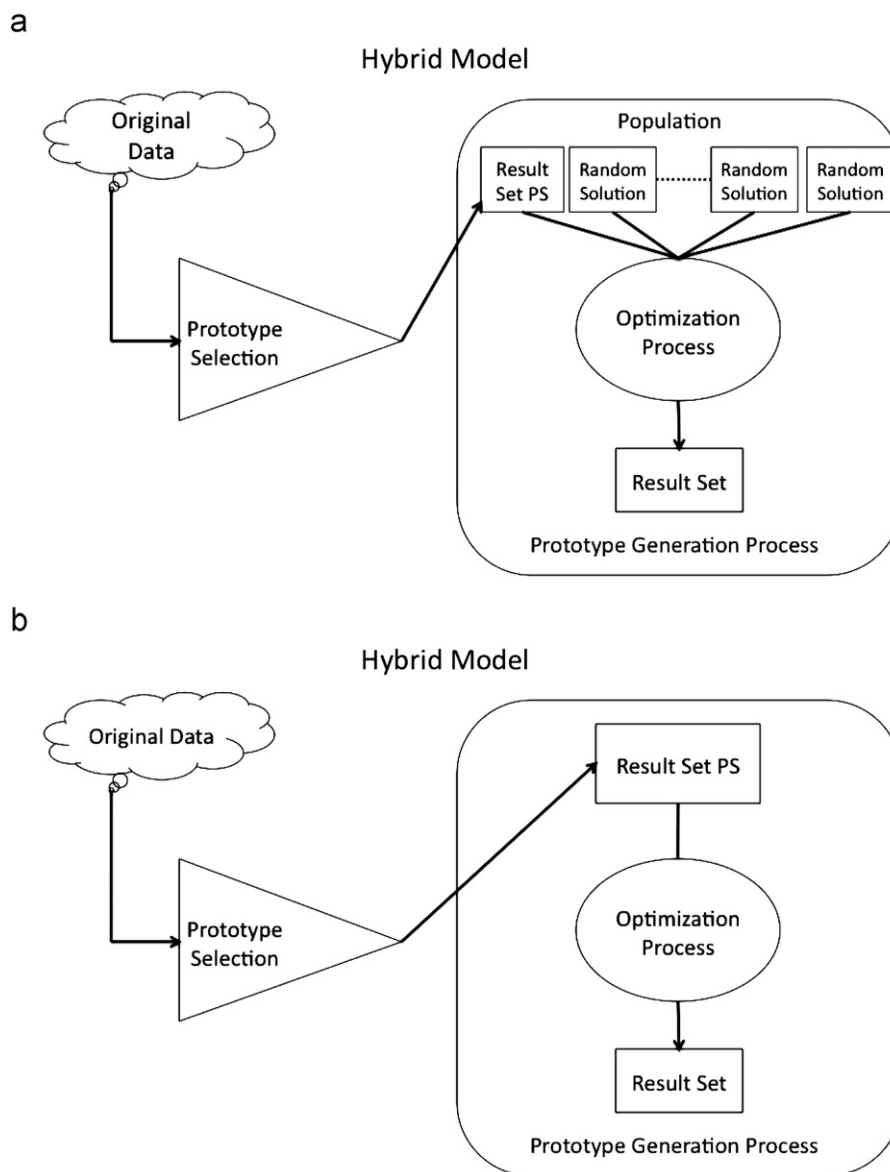 a
Hybrid Model
Original
Data
Population
Result
Set PS
Random
Solution
Random
Solution
Random
Solution
Prototype
Selection
Optimization
Process
Result Set
Prototype Generation Process
b
Hybrid Model
Original Data
Result Set PS
Prototype
Selection
Optimization
Process
Result Set
Prototype Generation Process